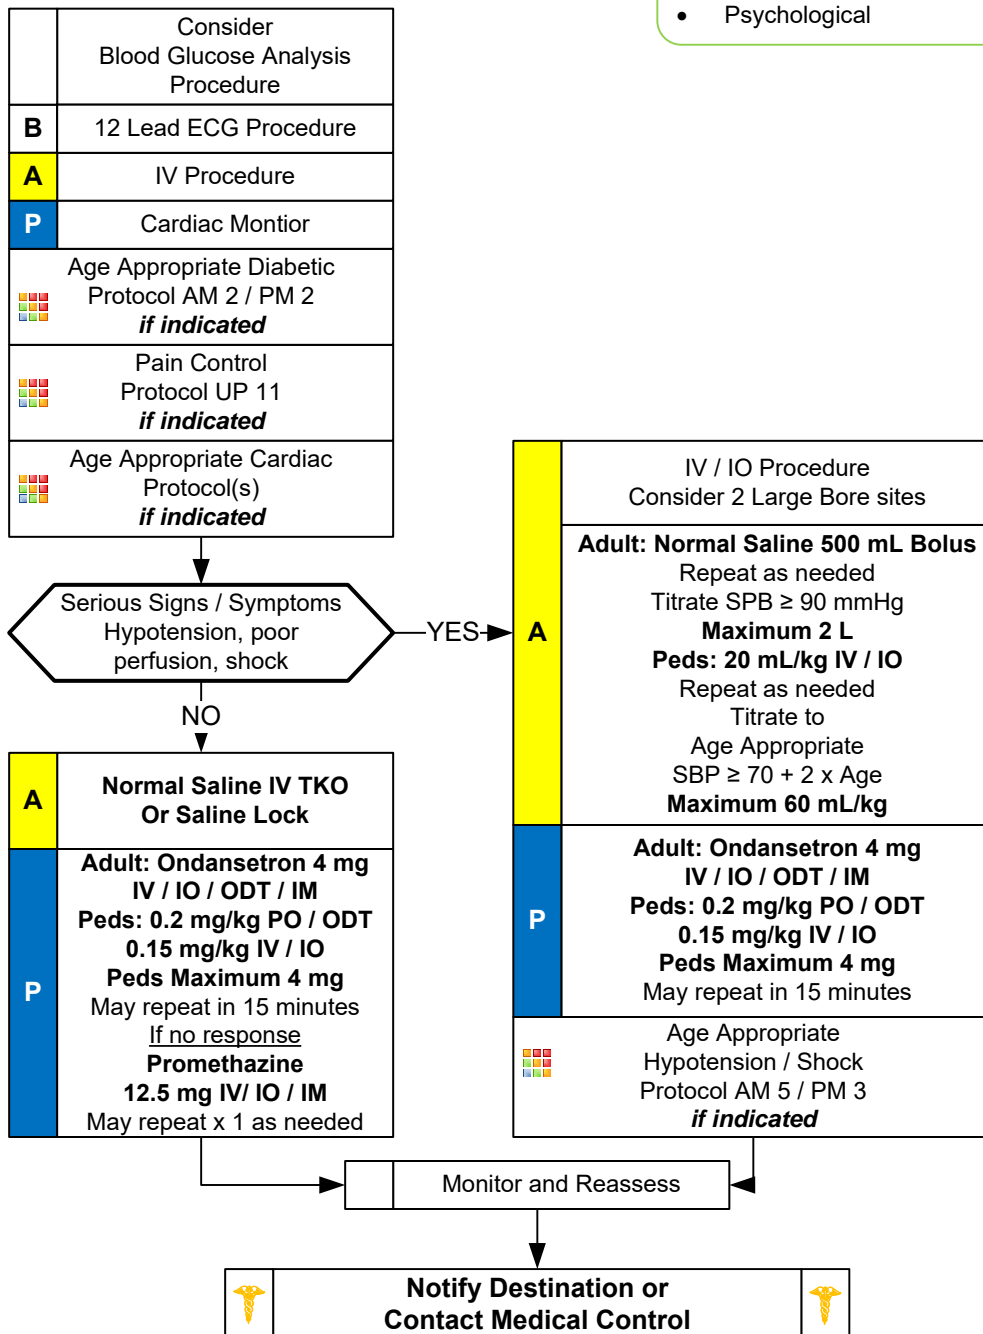 • Psychological
Consider
Blood Glucose Analysis
Procedure
B
12 Lead ECG Procedure
A
IV Procedure
P
Cardiac Montior
Age Appropriate Diabetic
Protocol AM 2 / PM 2
if indicated
Pain Control
Protocol UP 11
if indicated
Age Appropriate Cardiac
Protocol(s)
if indicated
Serious Signs / Symptoms
Hypotension, poor
perfusion, shock
YES
NO
A
IV / IO Procedure
Consider 2 Large Bore sites
Adult: Normal Saline 500 mL Bolus
Repeat as needed
Titrate SPB ≥ 90 mmHg
Maximum 2 L
Peds: 20 mL/kg IV / IO
Repeat as needed
Titrate to
Age Appropriate
SBP ≥ 70 + 2 x Age
Maximum 60 mL/kg
P
Adult: Ondansetron 4 mg
IV / IO / ODT / IM
Peds: 0.2 mg/kg PO / ODT
0.15 mg/kg IV / IO
Peds Maximum 4 mg
May repeat in 15 minutes
Age Appropriate
Hypotension / Shock
Protocol AM 5 / PM 3
if indicated
A
Normal Saline IV TKO
Or Saline Lock
P
Adult: Ondansetron 4 mg
IV / IO / ODT / IM
Peds: 0.2 mg/kg PO / ODT
0.15 mg/kg IV / IO
Peds Maximum 4 mg
May repeat in 15 minutes
If no response
Promethazine
12.5 mg IV/ IO / IM
May repeat x 1 as needed
Monitor and Reassess
Notify Destination or
Contact Medical Control